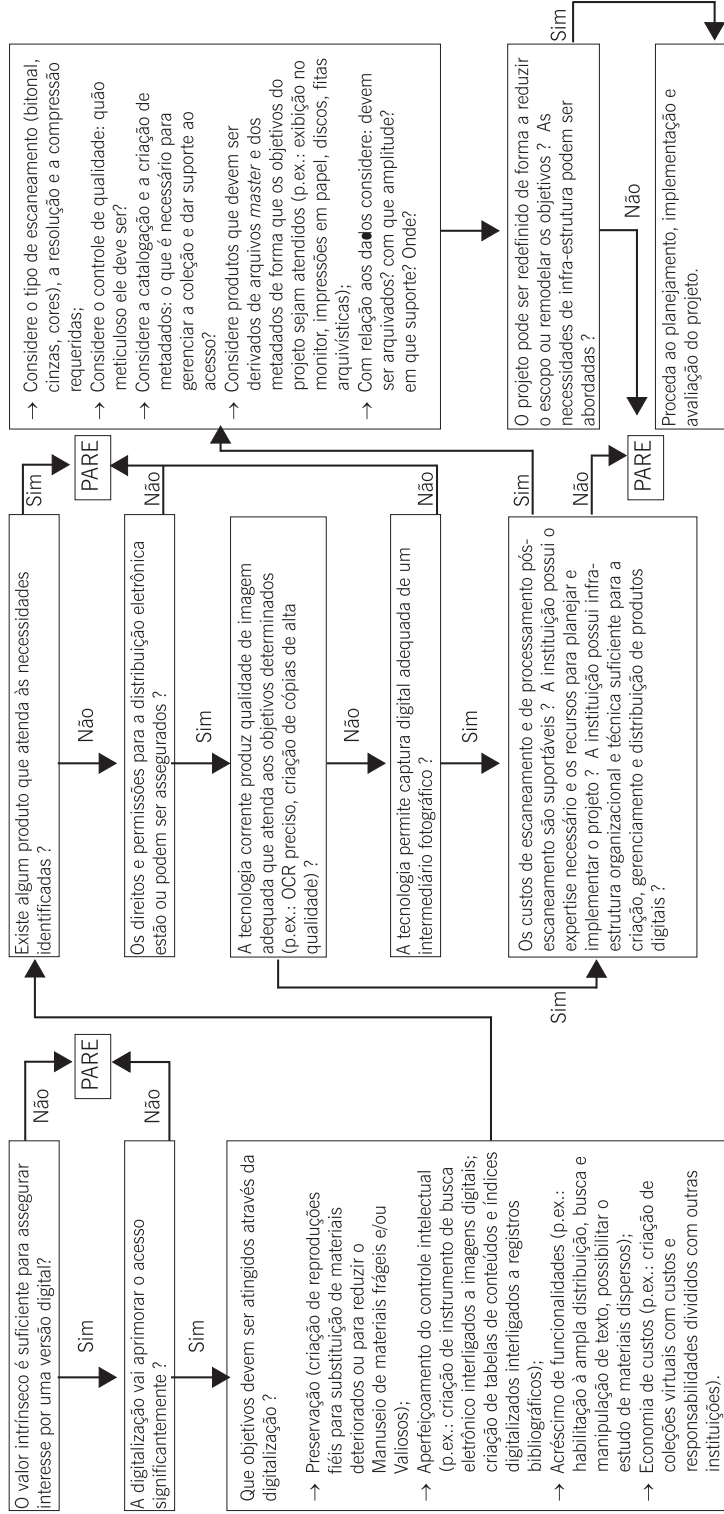 O valor intrínseco é suficiente para assegurar
interesse por uma versão digital?
Não
Sim
PARE
A digitalização vai aprimorar o acesso
significantemente ?
Não
Sim
Que objetivos devem ser atingidos através da
digitalização ?
→ Preservação (criação de reproduções
fiéis para substituição de materiais
deteriorados ou para reduzir o
Manuseio de materiais frágeis e/ou
Valiosos);
→ Aperfeiçoamento do controle intelectual
(p.ex.: criação de instrumento de busca
eletrônico interligados a imagens digitais;
criação de tabelas de conteúdos e índices
digitalizados interligados a registros
bibliográficos);
→ Acréscimo de funcionalidades (p.ex.:
habilitação à ampla distribuição, busca e
manipulação de texto, possibilitar o
estudo de materiais dispersos);
→ Economia de custos (p.ex.: criação de
coleções virtuais com custos e
responsabilidades divididos com outras
instituições).
Existe algum produto que atenda às necessidades
identificadas ?
Sim
Não
PARE
Os direitos e permissões para a distribuição eletrônica
estão ou podem ser assegurados ?
Não
Sim
A tecnologia corrente produz qualidade de imagem
adequada que atenda aos objetivos determinados
(p.ex.: OCR preciso, criação de cópias de alta
qualidade) ?
Não
Sim
A tecnologia permite captura digital adequada de um
intermediário fotográfico ?
Não
Sim
Os custos de escaneamento e de processamento pós-
escaneamento são suportáveis ? A instituição possui o
expertise necessário e os recursos para planejar e
implementar o projeto ? A instituição possui infra-
estrutura organizacional e técnica suficiente para a
criação, gerenciamento e distribuição de produtos
digitais ?
Sim
Não
PARE
→ Considere o tipo de escaneamento (bitonal,
cinzas, cores), a resolução e a compressão
requeridas;
→ Considere o controle de qualidade: quão
meticuloso ele deve ser?
→ Considere a catalogação e a criação de
metadados: o que é necessário para
gerenciar a coleção e dar suporte ao
acesso?
→ Considere produtos que devem ser
derivados de arquivos master e dos
metadados de forma que os objetivos do
projeto sejam atendidos (p.ex.: exibição no
monitor, impressões em papel, discos, fitas
arquivísticas);
→ Com relação aos dados considere: devem
ser arquivados? com que amplitude?
em que suporte? Onde?
O projeto pode ser redefinido de forma a reduzir
o escopo ou remodelar os objetivos ? As
necessidades de infra-estrutura podem ser
abordadas ?
Sim
Não
Proceda ao planejamento, implementação e
avaliação do projeto.